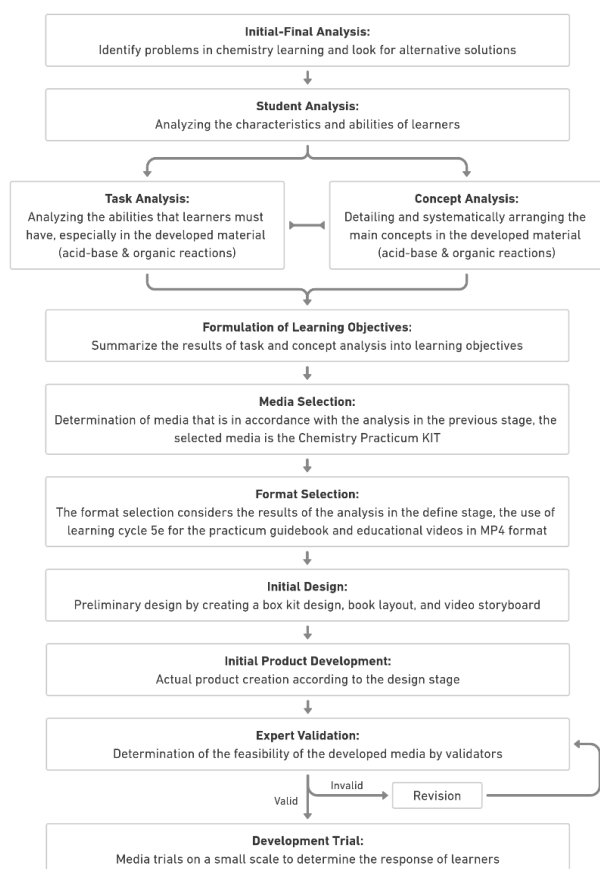 Initial-Final Analysis:
Identify problems in chemistry learning and look for alternative solutions
Student Analysis:
Analyzing the characteristics and abilities of learners
Task Analysis:
Analyzing the abilities that learners must
have, especially in the developed material
(acid-base & organic reactions)
Concept Analysis:
Detailing and systematically arranging the
main concepts in the developed material
(acid-base & organic reactions)
Formulation of Learning Objectives:
Summarize the results of task and concept analysis into learning objectives
Media Selection:
Determination of media that is in accordance with the analysis in the previous stage, the
selected media is the Chemistry Practicum KIT
Format Selection:
The format selection considers the results of the analysis in the define stage, the use of
learning cycle 5e for the practicum guidebook and educational videos in MP4 format
Initial Design:
Preliminary design by creating a box kit design, book layout, and video storyboard
Initial Product Development:
Actual product creation according to the design stage
Expert Validation:
Determination of the feasibility of the developed media by validators
Invalid
Revision
Valid
Development Trial:
Media trials on a small scale to determine the response of learners